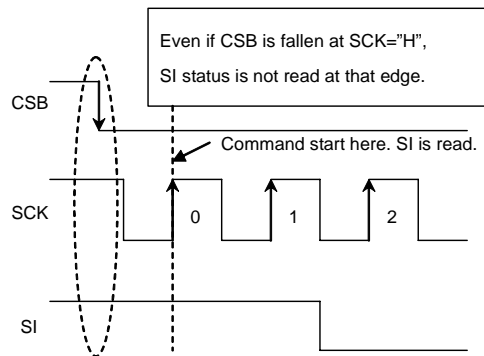 Even if CSB is fallen at SCK="H",
SI status is not read at that edge.
CSB
Command start here. SI is read.
SCK
0
1
2
SI